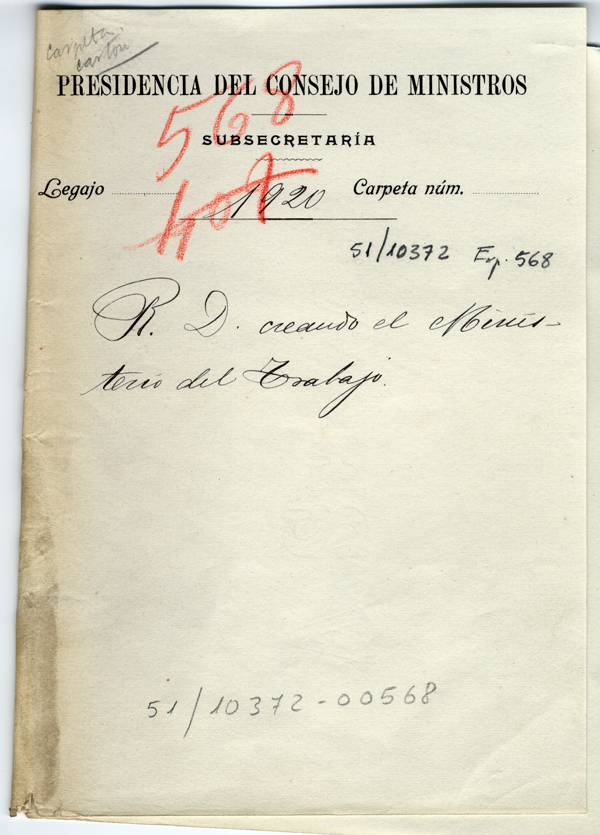 carpeta
carton
PRESIDENCIA DEL CONSEJO DE MINISTROS
568
SUBSECRETARÍA
Legajo 1920 Carpeta núm.
51/10372 Exp. 568
R. D. creando el Minis-
terio del Trabajo.
51/10372-00568